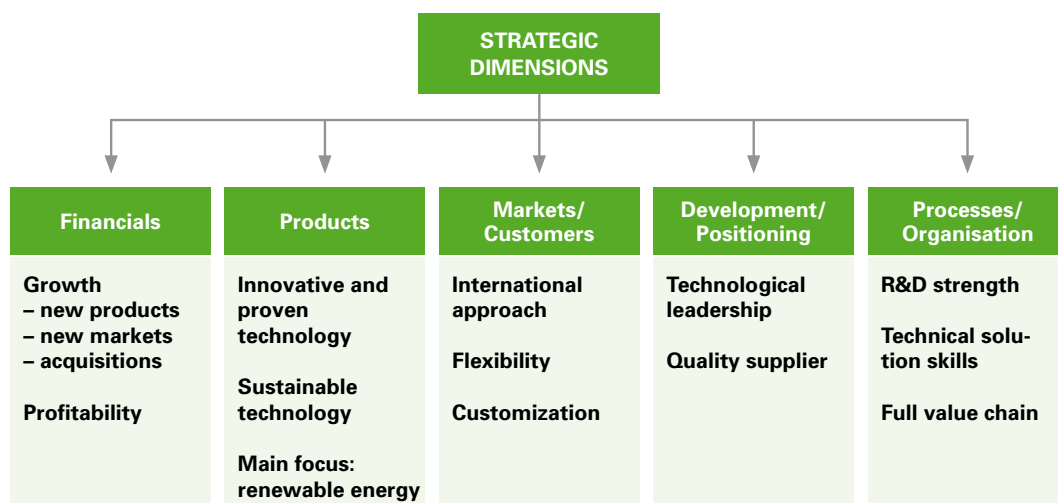 STRATEGIC
DIMENSIONS
Financials
Growth
– new products
– new markets
– acquisitions
Profitability
Products
Innovative and
proven
technology
Sustainable
technology
Main focus:
renewable energy
Markets/
Customers
International
approach
Flexibility
Customization
Development/
Positioning
Technological
leadership
Quality supplier
Processes/
Organisation
R&D strength
Technical solu-
tion skills
Full value chain